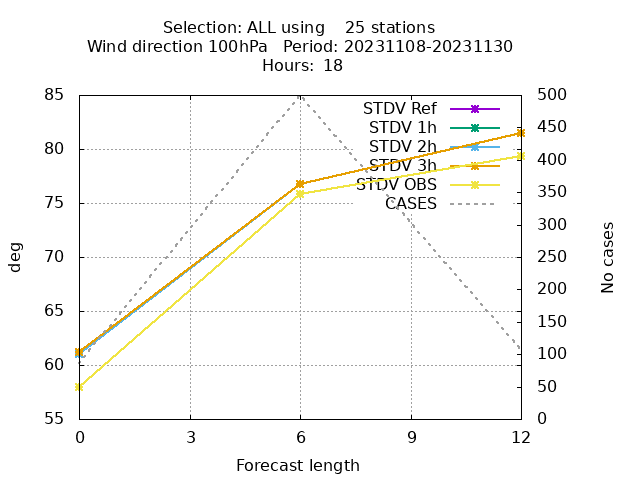 Selection: ALL using    25 stations
Wind direction 100hPa   Period: 20231108-20231130
Hours: 18
85
80
75
70
65
60
55
deg
500
450
400
350
300
250
200
150
100
50
0
No cases
STDV Ref
STDV 1h
STDV 2h
STDV 3h
STDV OBS
CASES
0 3 6 9 12
Forecast length